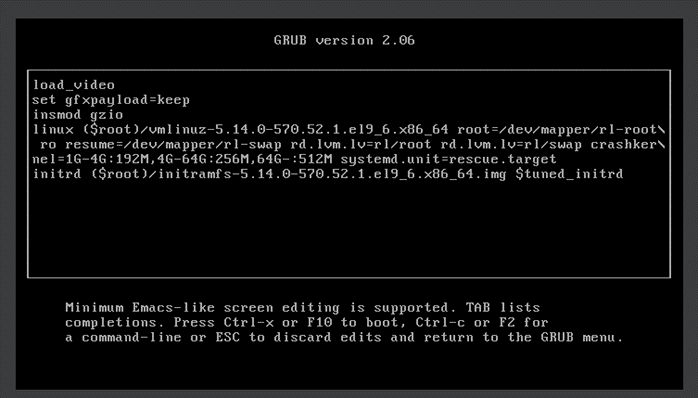 GRUB version 2.06
load_video
set gfxpayload=keep
insmod gzio
linux ($root)/vmlinuz-5.14.0-570.52.1.el9_6.x86_64 root=/dev/mapper/rl-root\
 ro resume=/dev/mapper/rl-swap rd.lvm.lv=rl/root rd.lvm.lv=rl/swap crashker\
nel=1G-4G:192M,4G-64G:256M,64G-:512M systemd.unit=rescue.target
initrd ($root)/initramfs-5.14.0-570.52.1.el9_6.x86_64.img $tuned_initrd
Minimum Emacs-like screen editing is supported. TAB lists
completions. Press Ctrl-x or F10 to boot, Ctrl-c or F2 for
a command-line or ESC to discard edits and return to the GRUB menu.